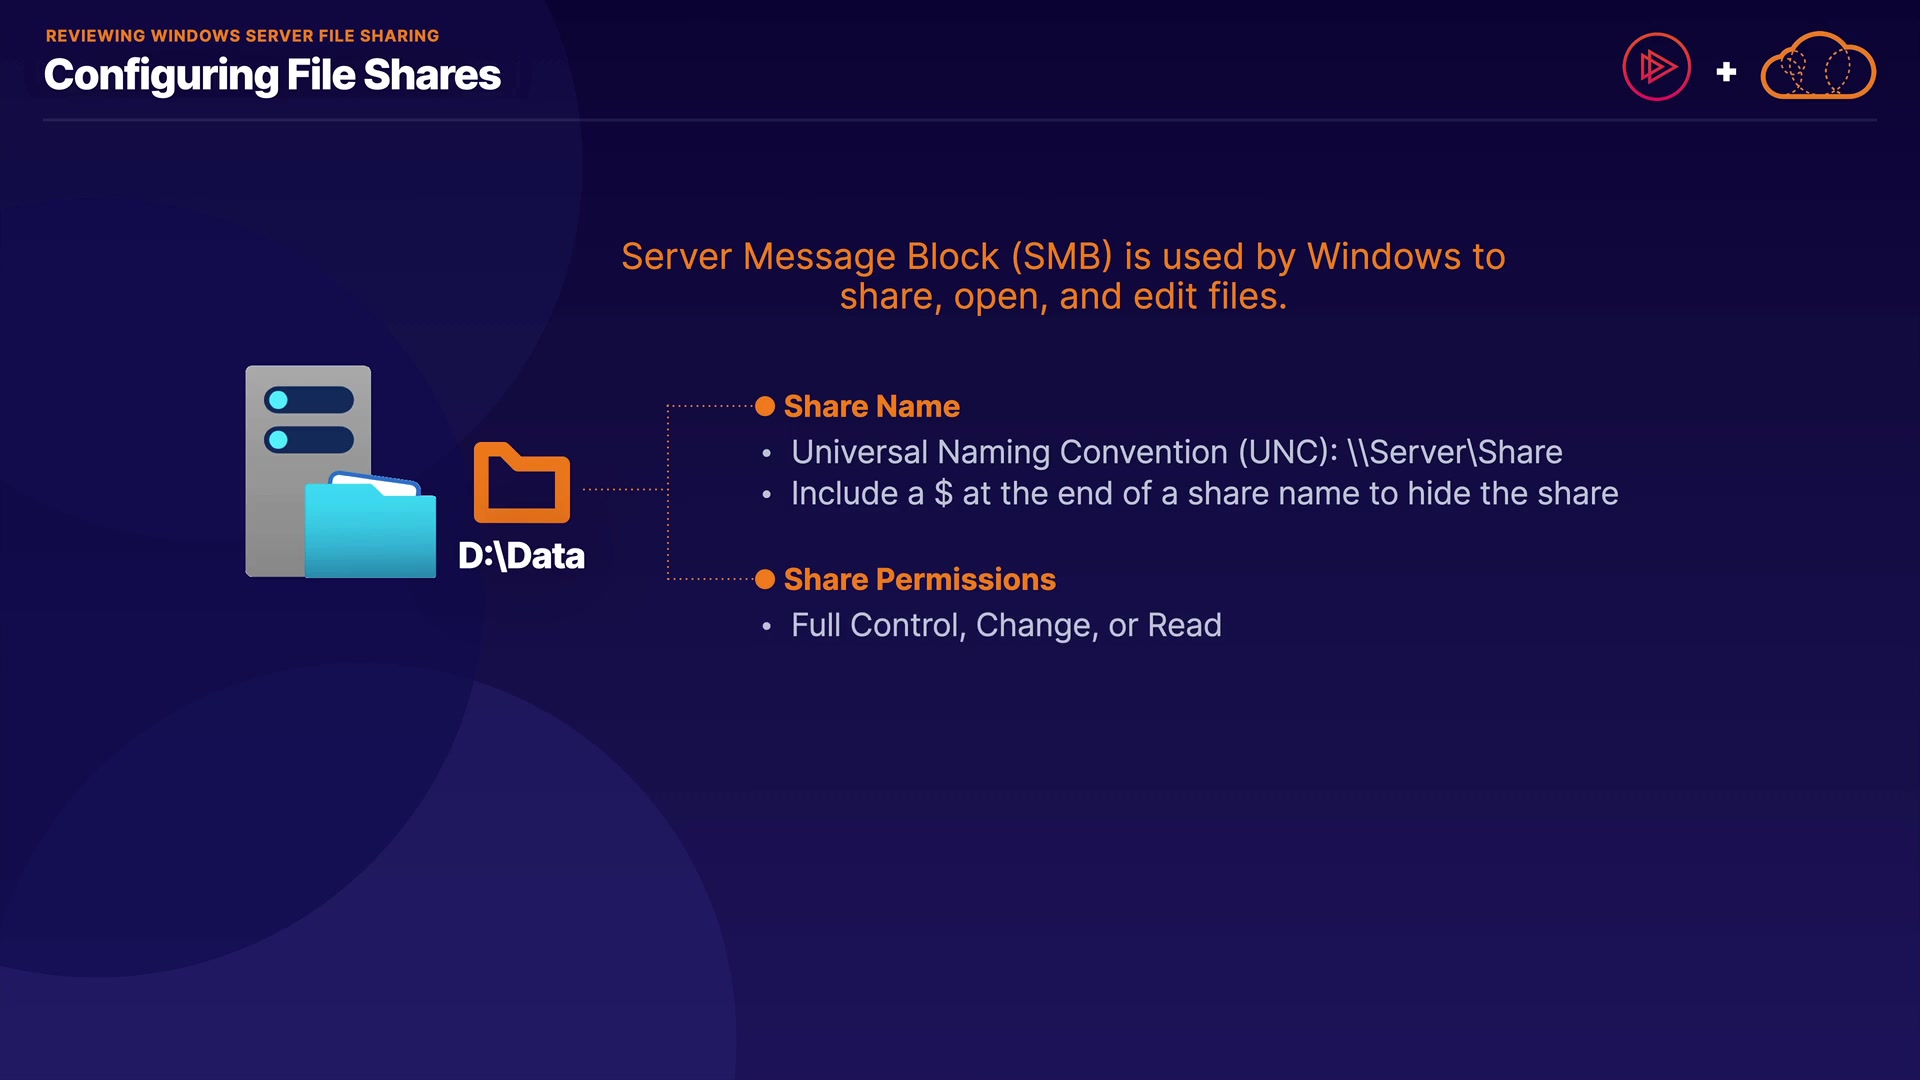 REVIEWING WINDOWS SERVER FILE SHARING
Configuring File Shares
+
Server Message Block (SMB) is used by Windows to
share, open, and edit files.
• Share Name
• Universal Naming Convention (UNC): \\Server\Share
• Include a $ at the end of a share name to hide the share
D:\Data
• Share Permissions
• Full Control, Change, or Read